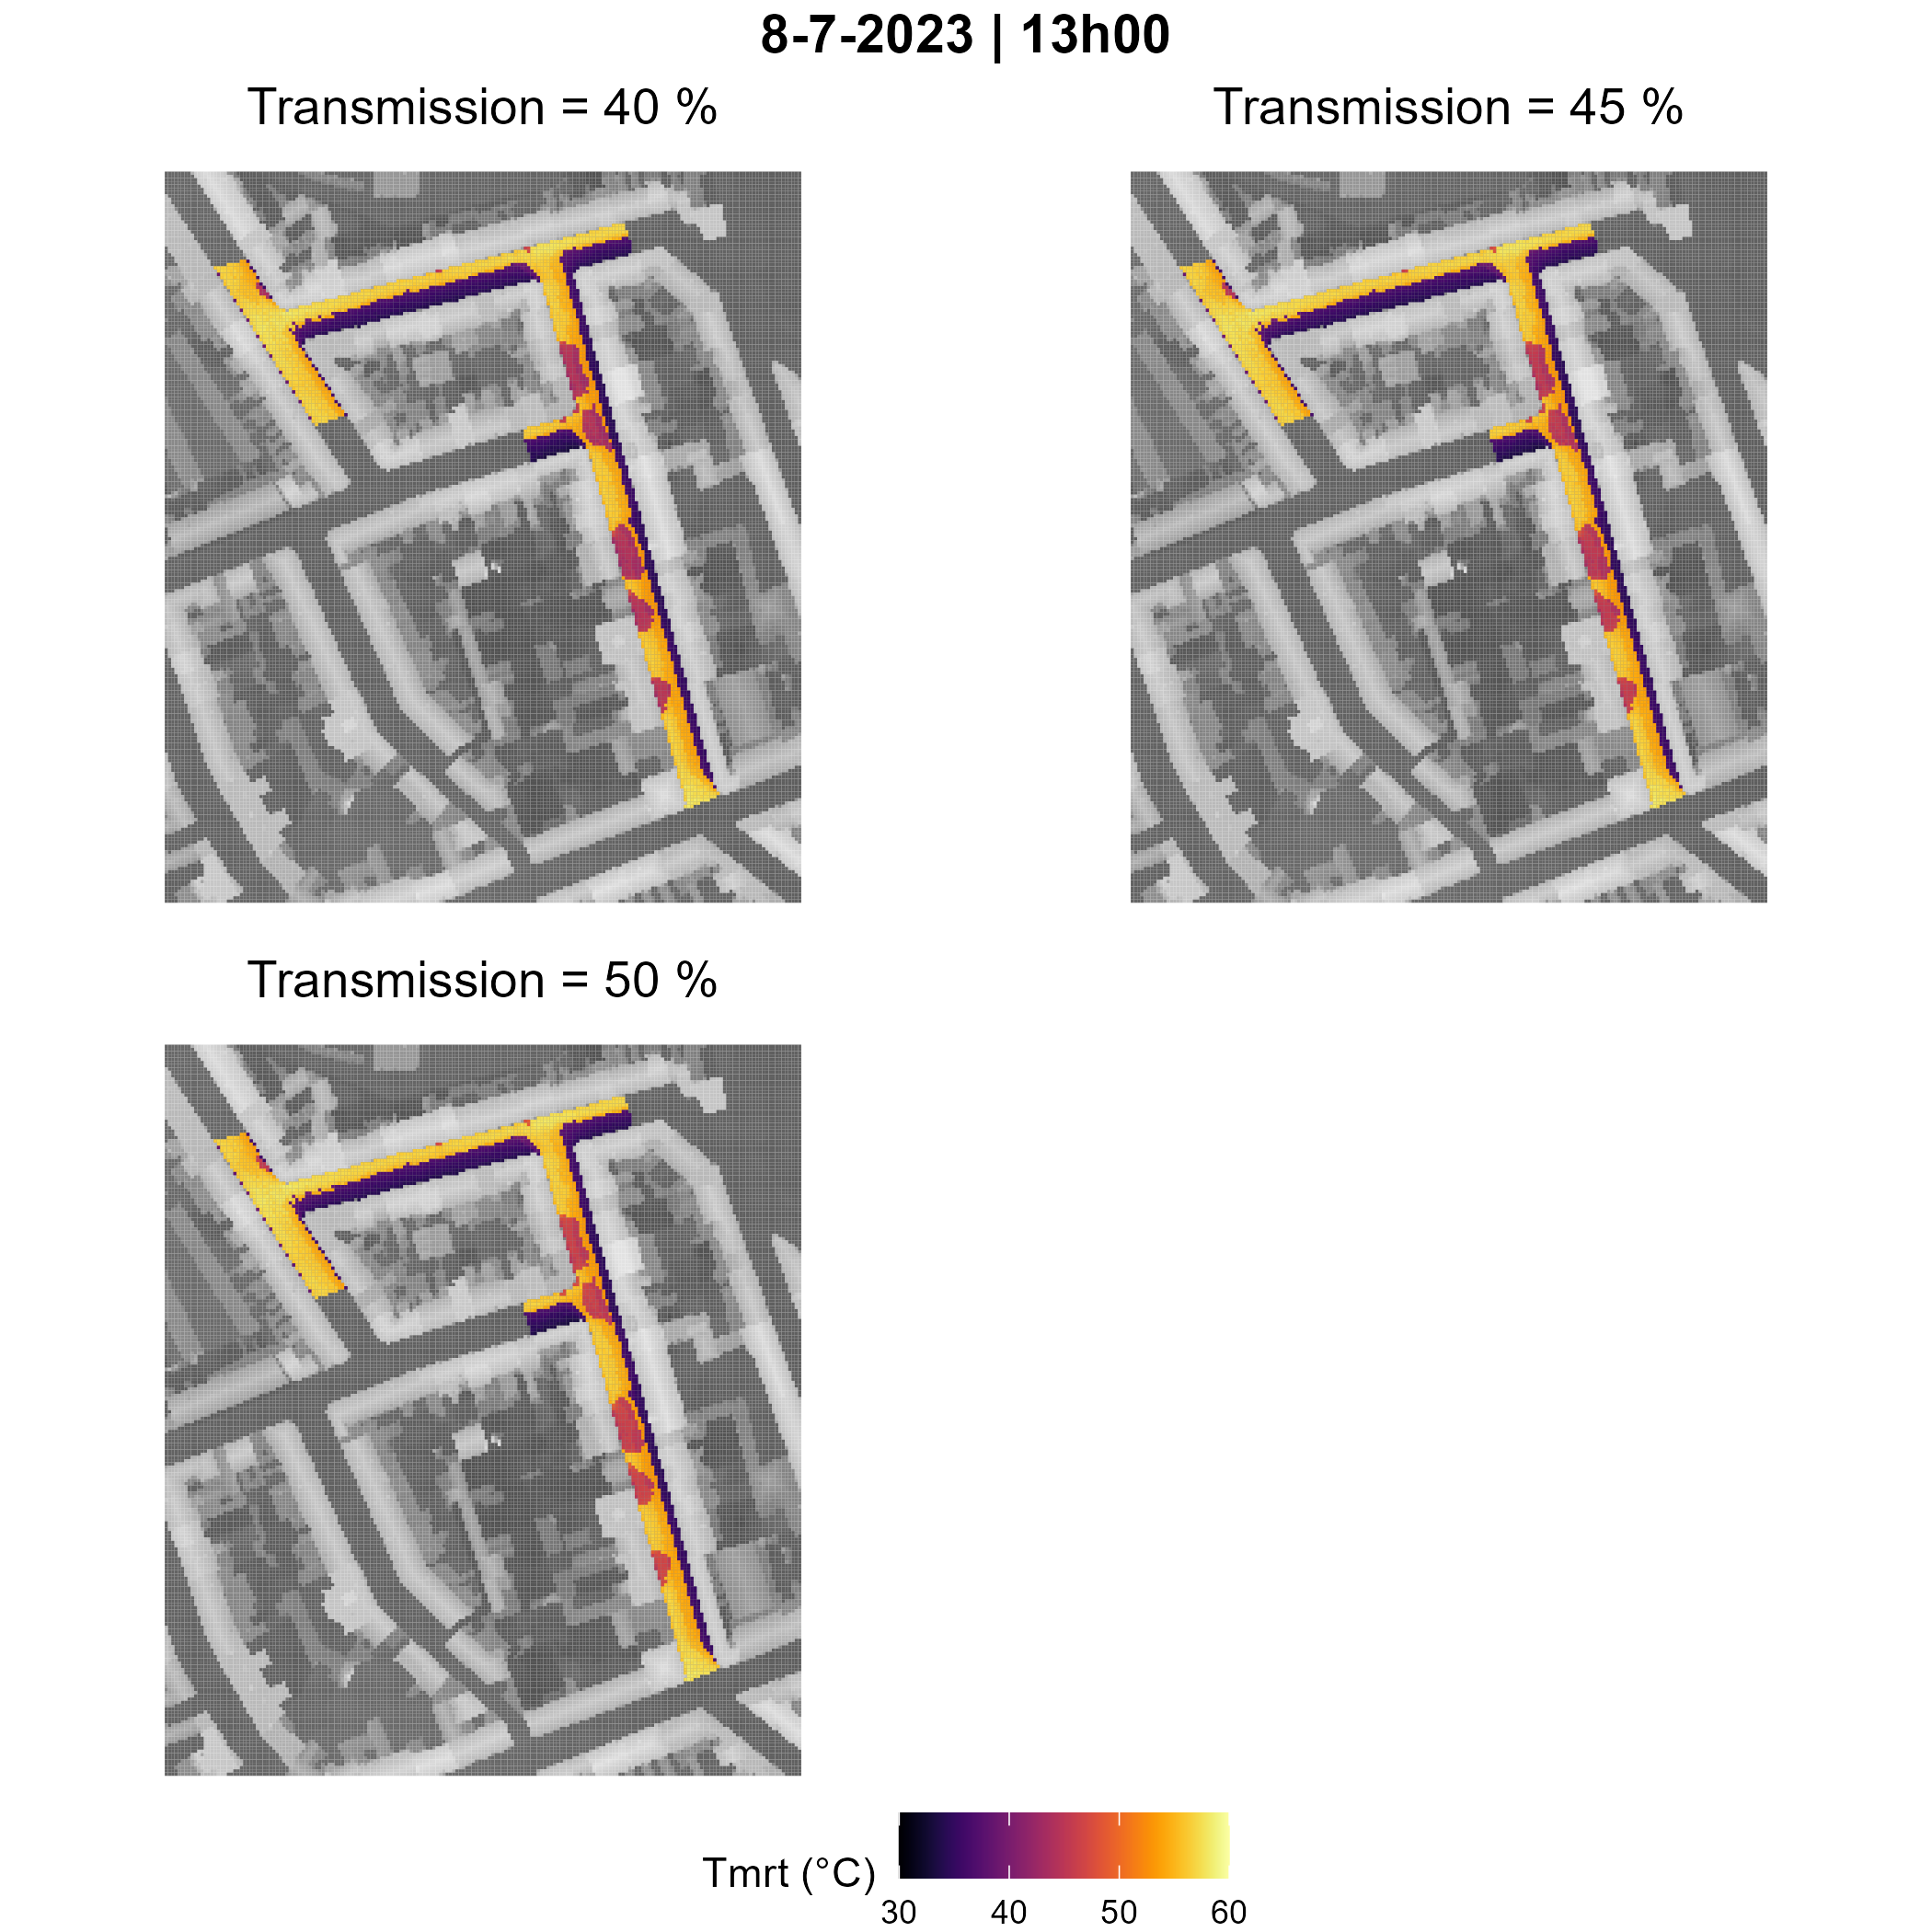 8-7-2023 | 13h00
Transmission = 40 %
Transmission = 45 %
Transmission = 50 %
Tmrt (°C)
30 40 50 60